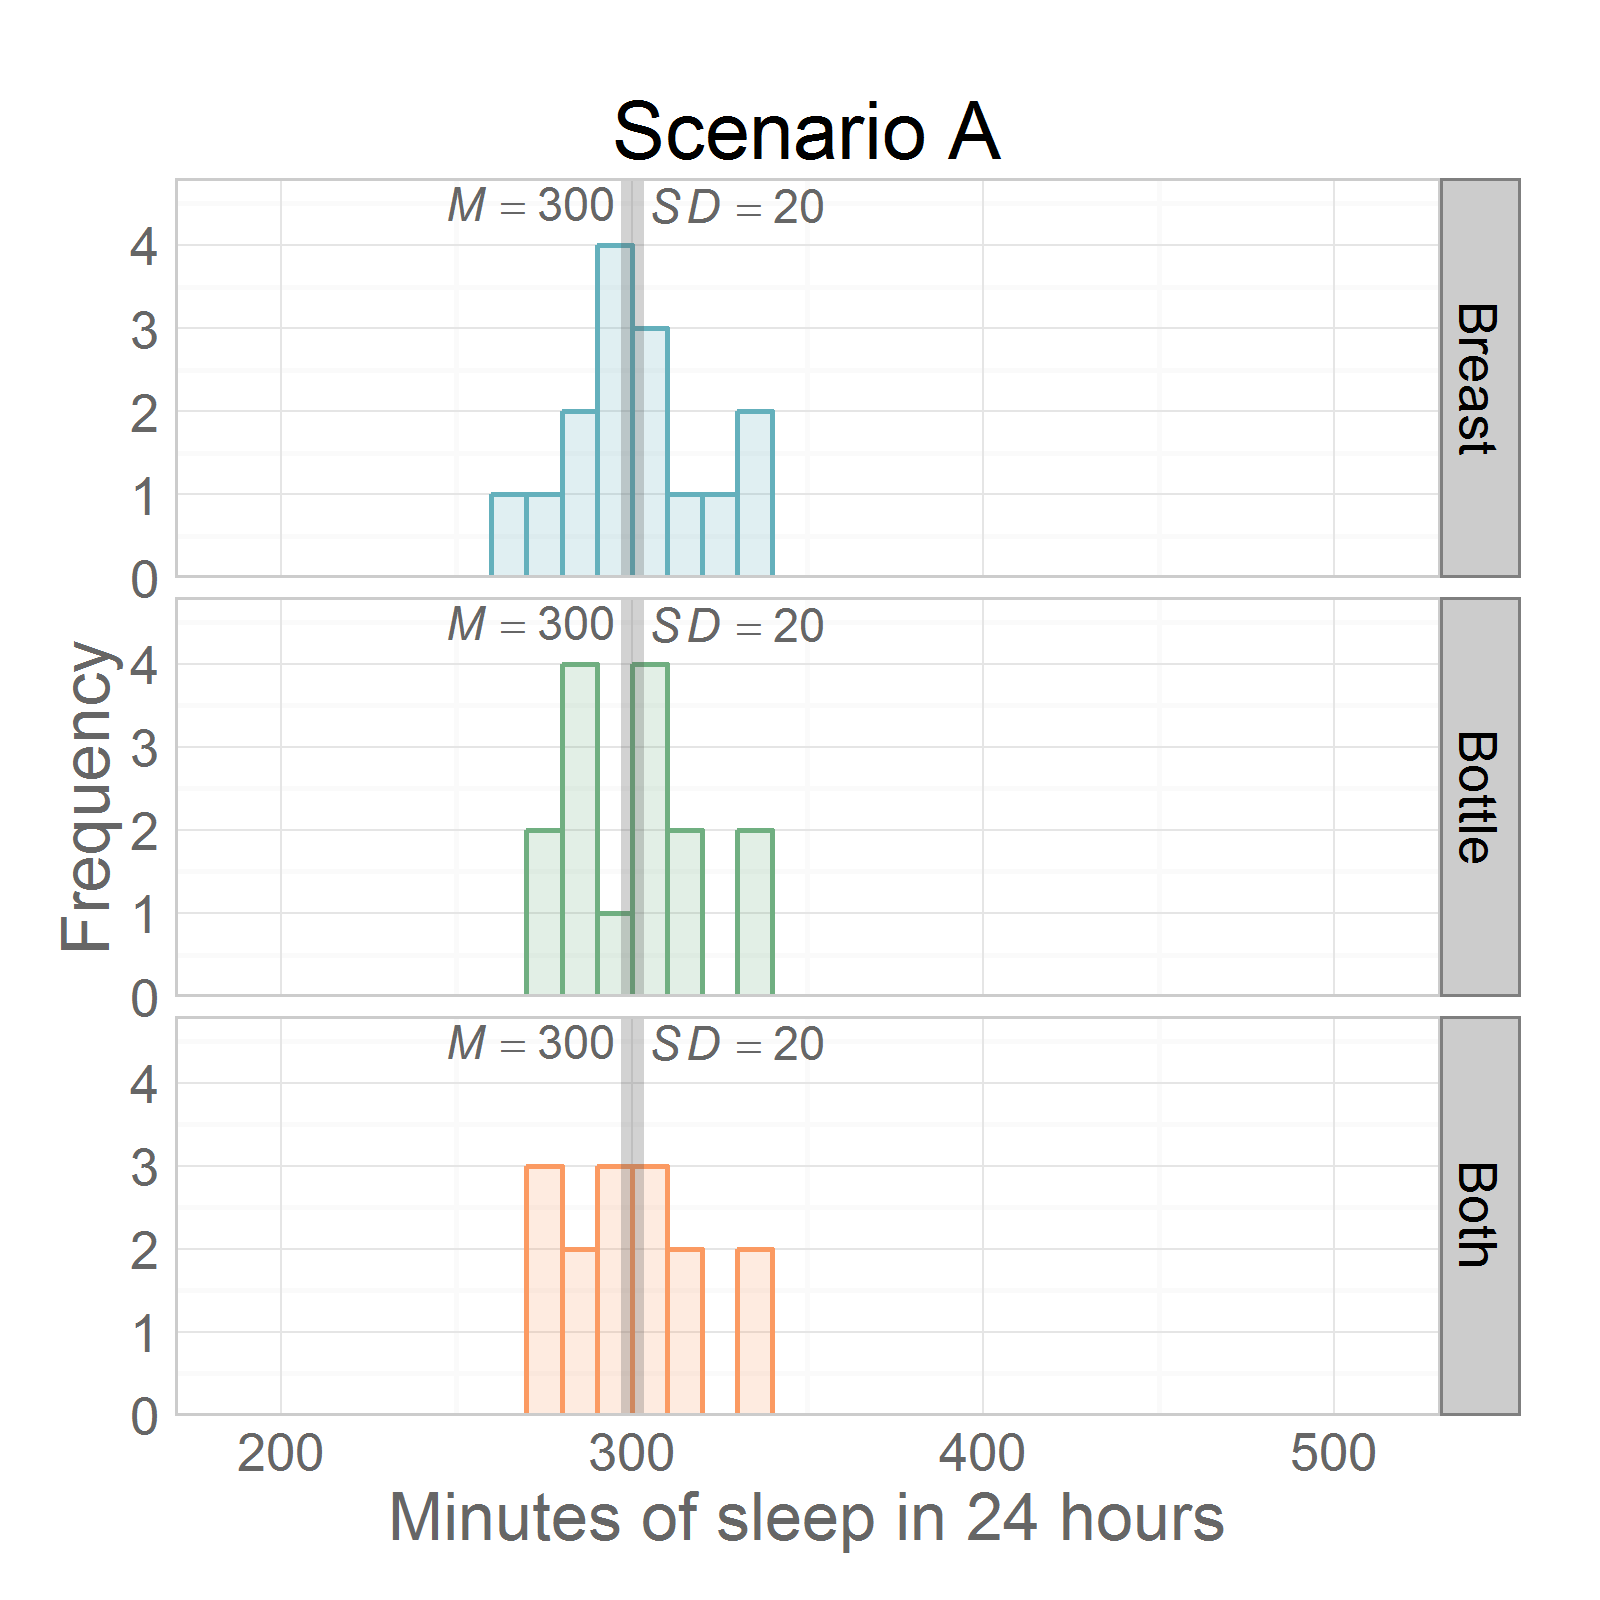 Scenario A
M = 300 SD = 20
4
3
2
1
0
Breast
M = 300 SD = 20
4
3
2
1
0
Bottle
M = 300 SD = 20
4
3
2
1
0
Both
Frequency
200 300 400 500
Minutes of sleep in 24 hours